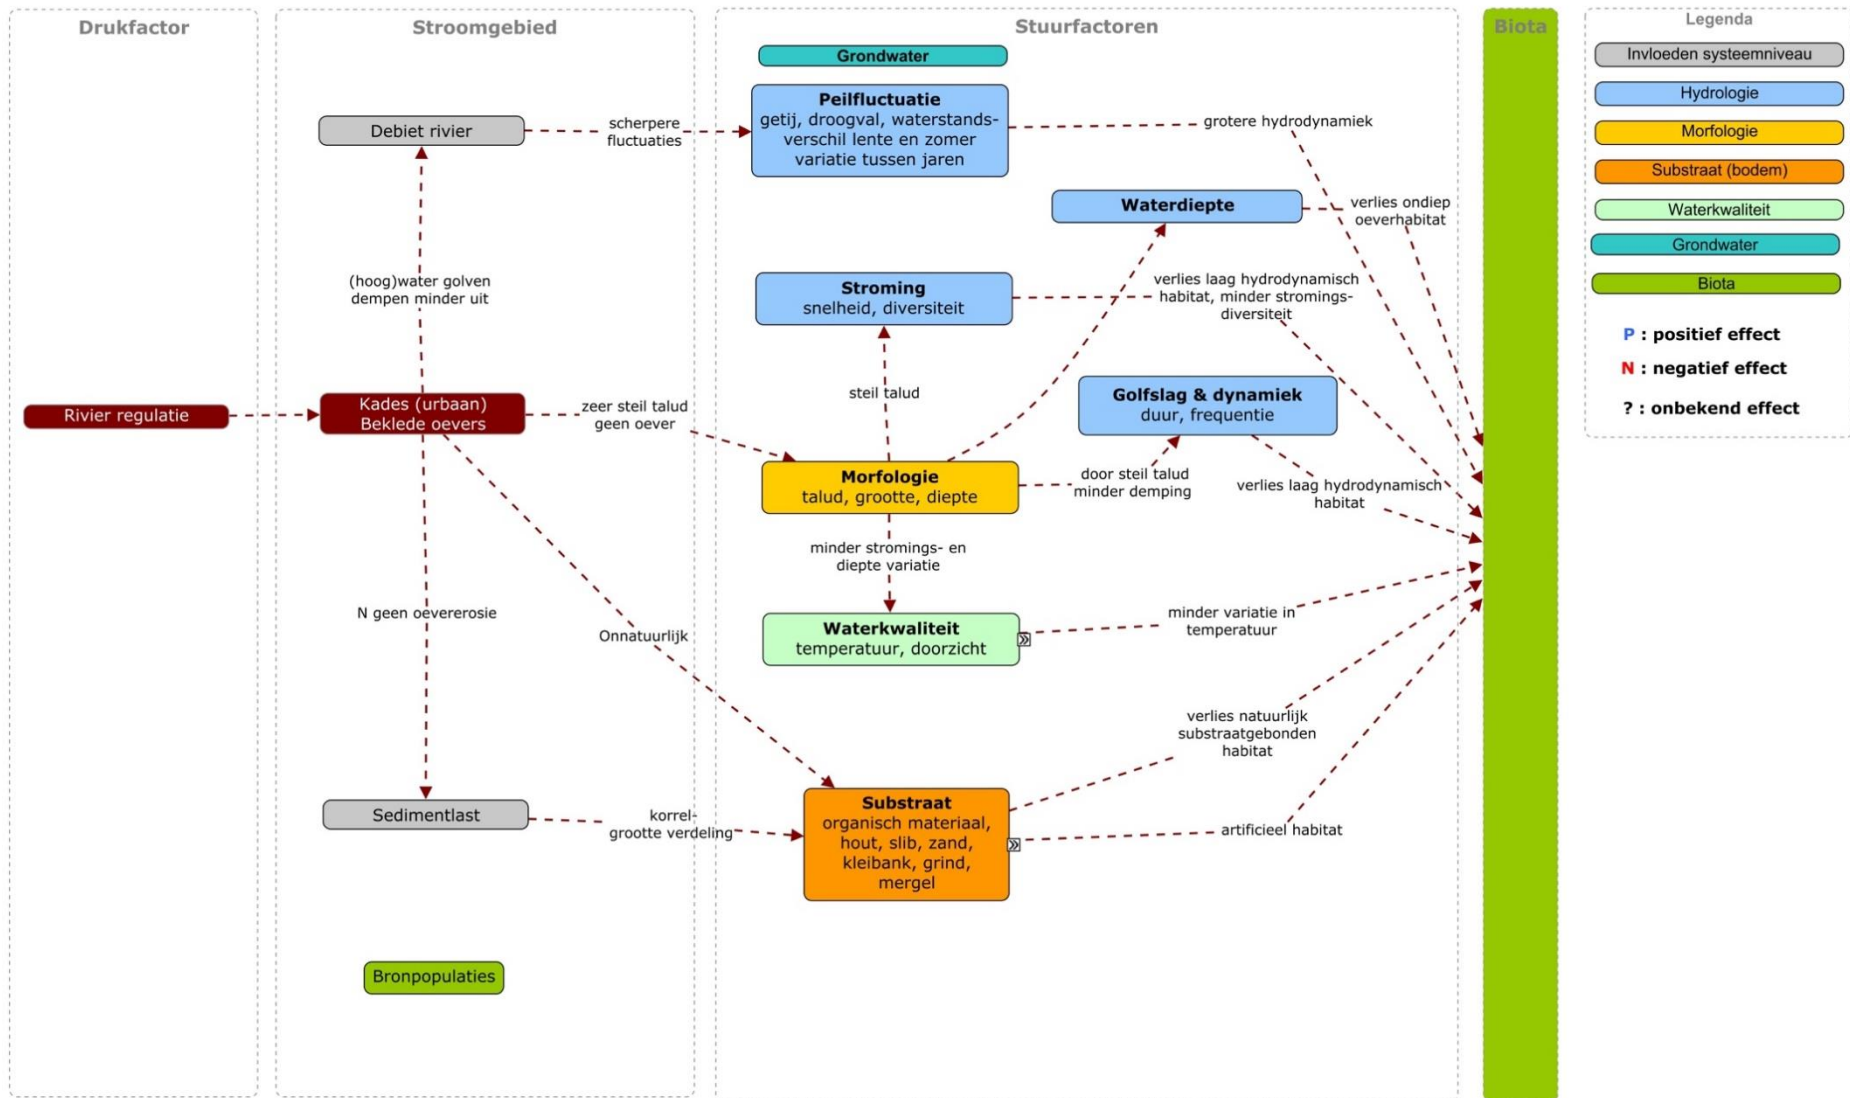 Drukfactor
Stroomgebied
Stuurfactoren
Biota
Legenda
Grondwater
Peilfluctuatie
getij, droogval, waterstands-
verschil lente en zomer
variatie tussen jaren
Debiet rivier
scherpere
fluctuaties
grotere hydrodynamiek
Waterdiepte
verlies ondiep
oeverhabitat
(hoog)water golven
dempen minder uit
Stroming
snelheid, diversiteit
verlies laag hydrodynamisch
habitat, minder stromings-
diversiteit
steil talud
Rivier regulatie
Kades (urbaan)
Beklede oevers
zeer steil talud
geen oever
Golfslag & dynamiek
duur, frequentie
Morfologie
talud, grootte, diepte
door steil talud
minder demping
verlies laag hydrodynamisch
habitat
minder stromings- en
diepte variatie
N geen oevererosie
Onnatuurlijk
Waterkwaliteit
temperatuur, doorzicht
minder variatie in
temperatuur
verlies natuurlijk
substraatgebonden
habitat
Sedimentlast
korrel-
grootte verdeling
Substraat
organisch materiaal,
hout, slib, zand,
kleibank, grind,
mergel
artificieel habitat
Bronpopulaties
Invloeden systeemniveau
Hydrologie
Morfologie
Substraat (bodem)
Waterkwaliteit
Grondwater
Biota
P : positief effect
N : negatief effect
? : onbekend effect